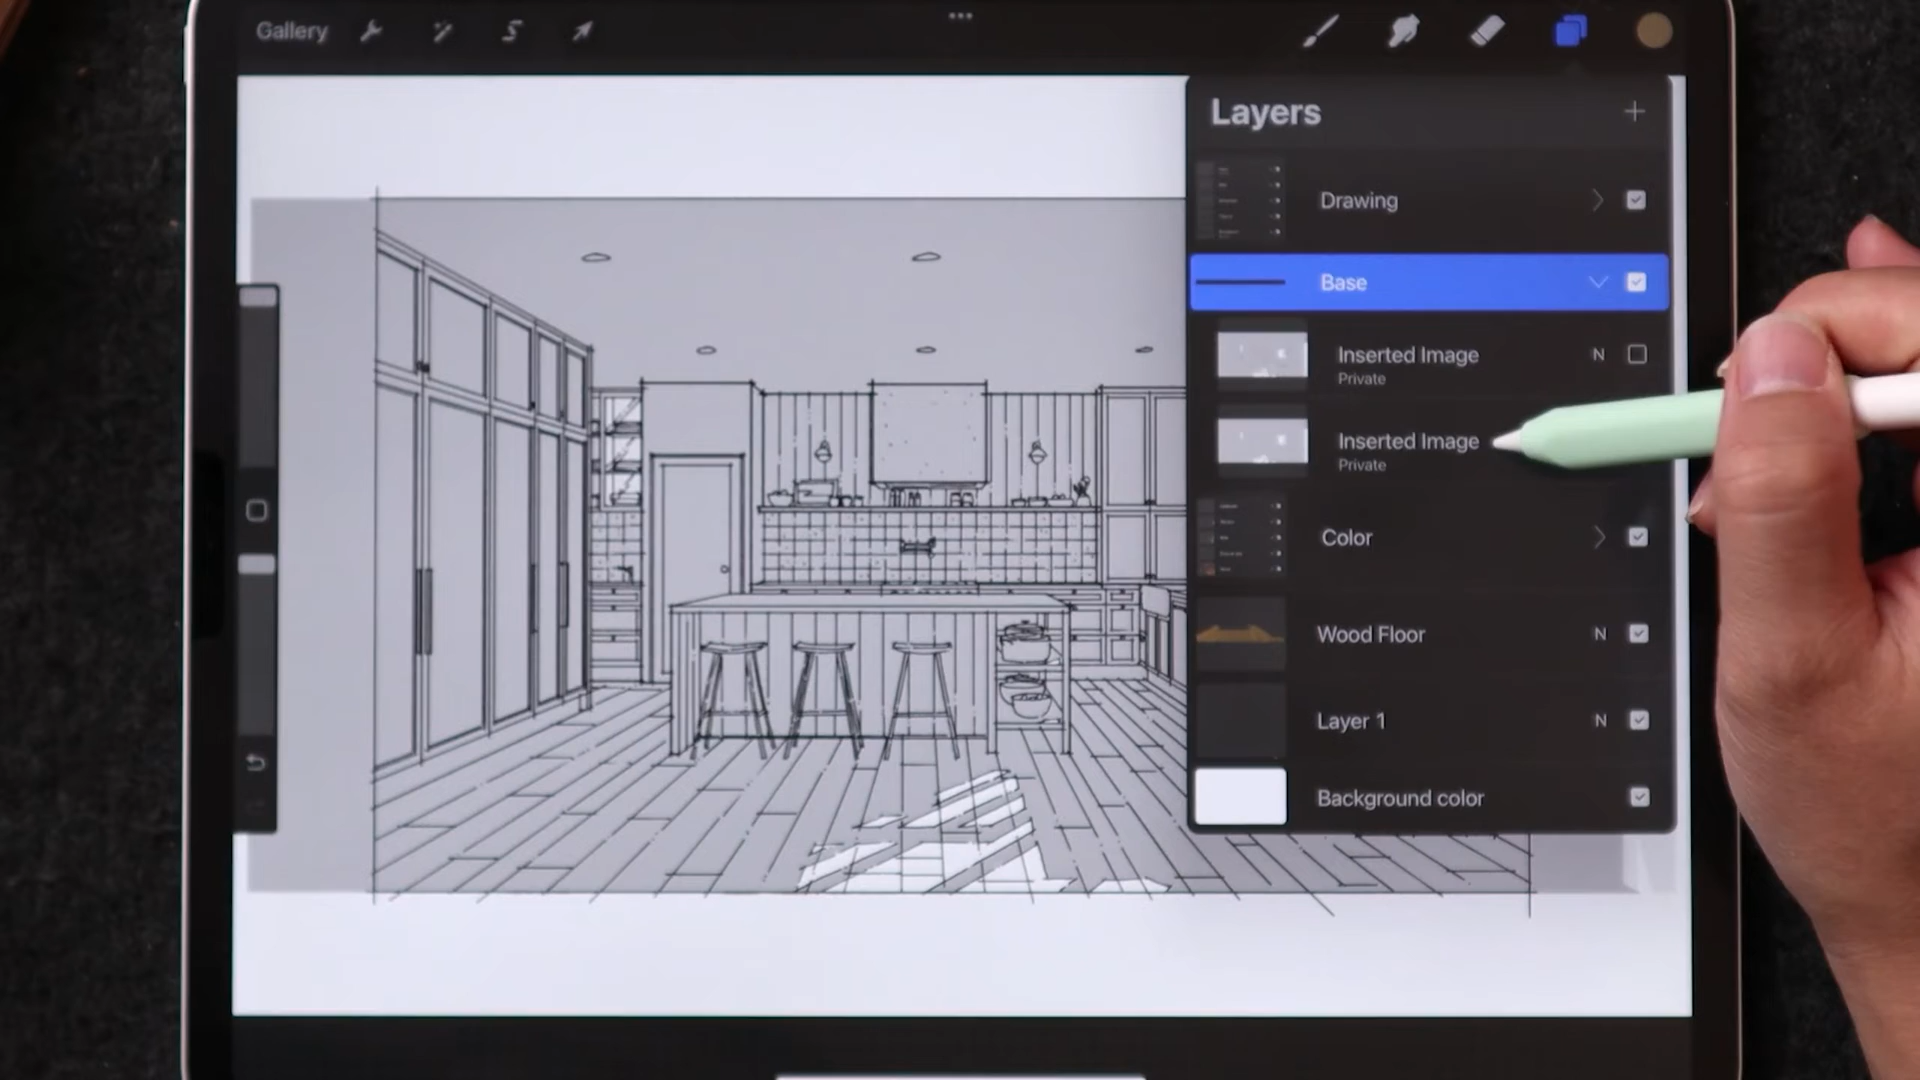 Gallery
Layers
Drawing
Base
Inserted Image N
Private
Inserted Image
Private
Color
Wood Floor N
Layer 1 N
Background color